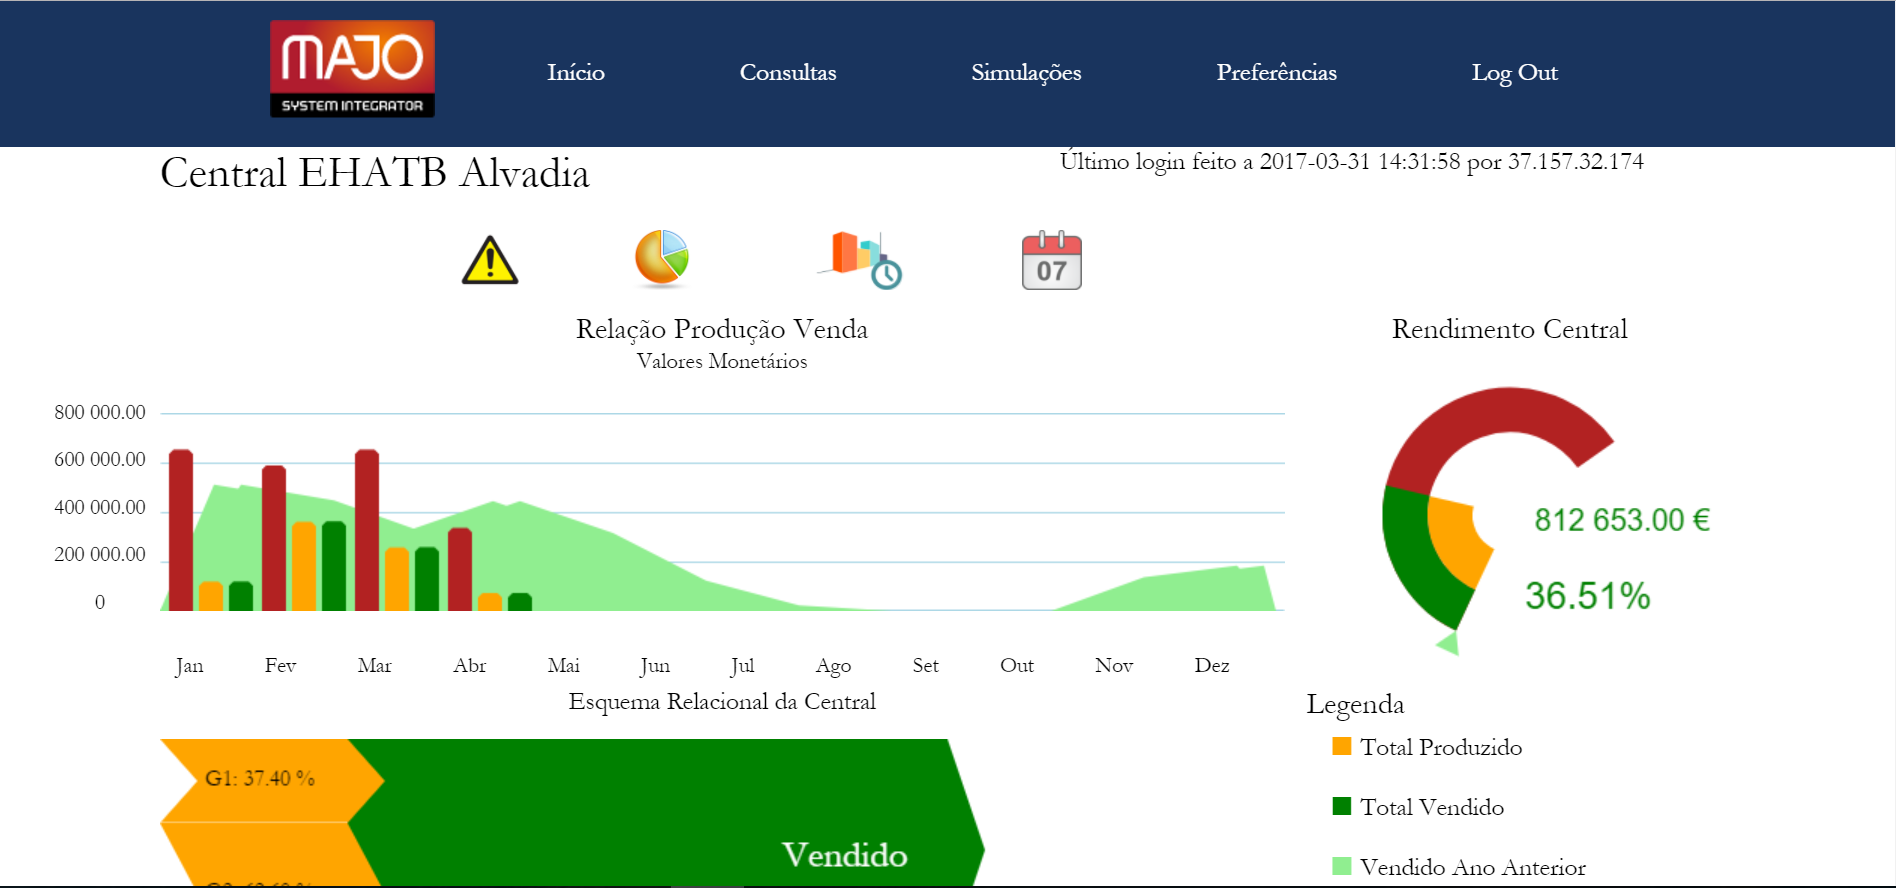 MAJO
SYSTEM INTEGRATOR
Início
Consultas
Simulações
Preferências
Log Out
Central EHATB Alvadia
Último login feito a 2017-03-31 14:31:58 por 37.157.32.174
07
Relação Produção Venda
Valores Monetários
Rendimento Central
800 000.00
600 000.00
400 000.00
200 000.00
0
812 653.00 €
36.51%
Jan Fev Mar Abr Mai Jun Jul Ago Set Out Nov Dez
Esquema Relacional da Central
Legenda
Total Produzido
Total Vendido
Vendido Ano Anterior
G1: 37.40 %
Vendido